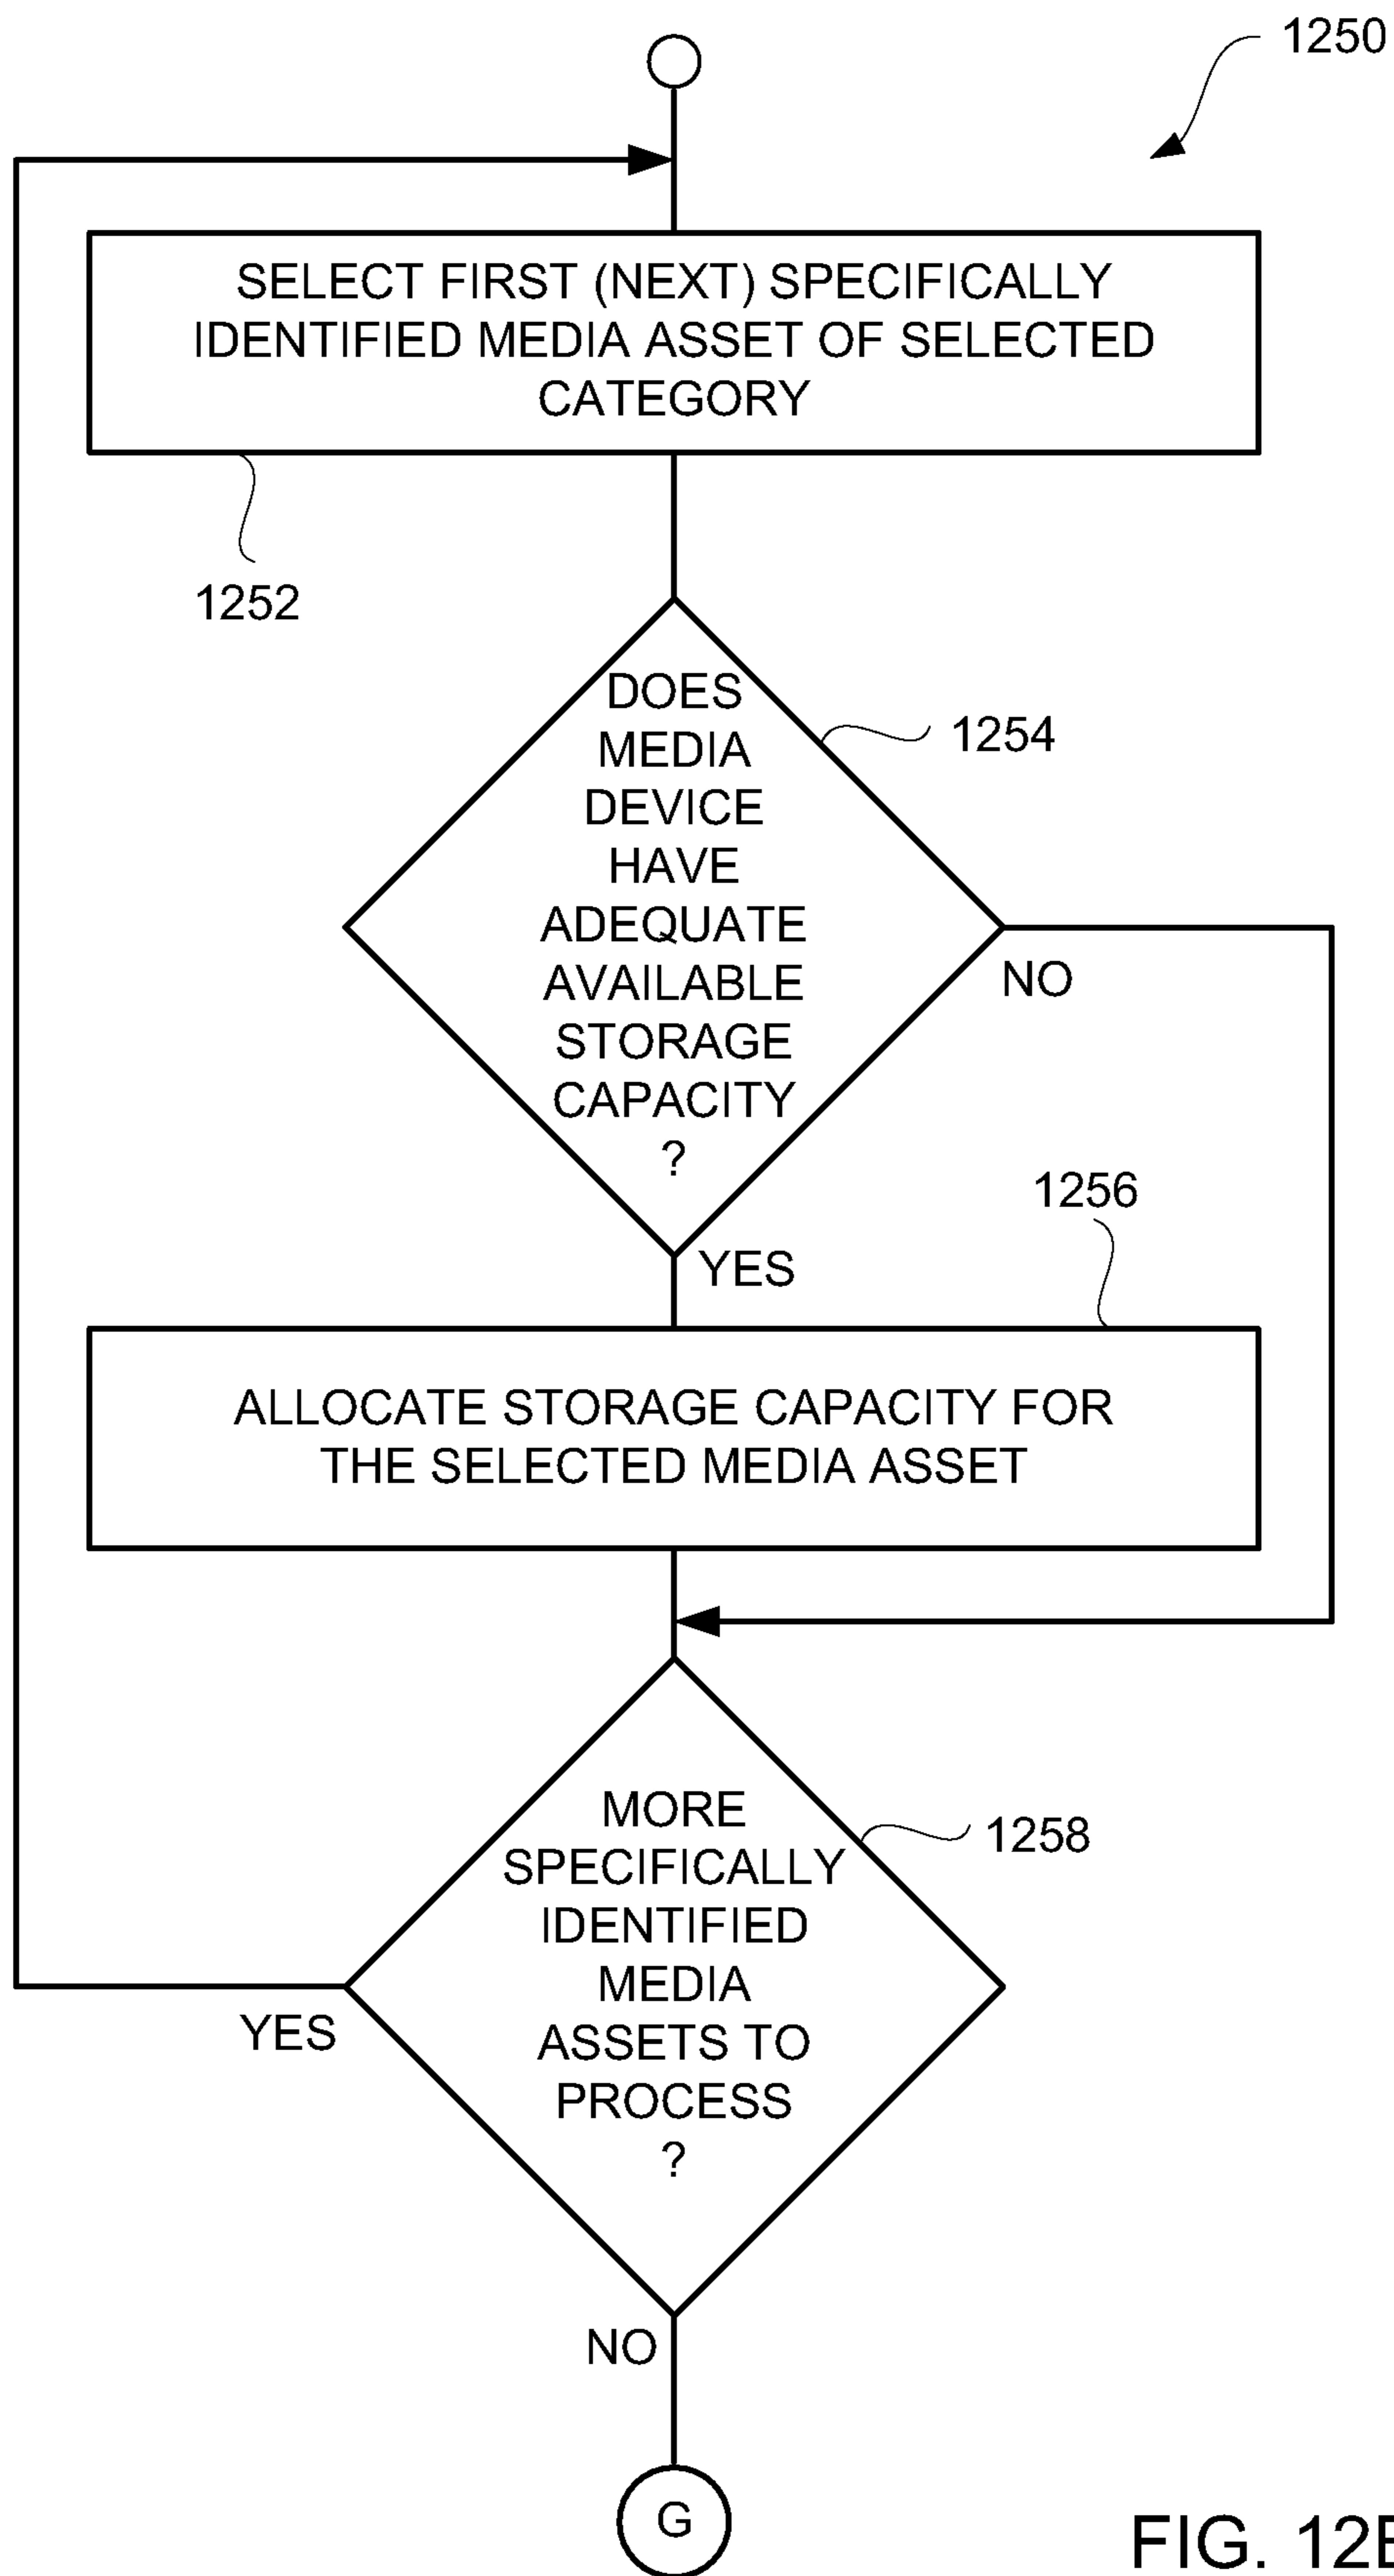 1250
SELECT FIRST (NEXT) SPECIFICALLY
IDENTIFIED MEDIA ASSET OF SELECTED
CATEGORY
1252
DOES
MEDIA
DEVICE
HAVE
ADEQUATE
AVAILABLE
STORAGE
CAPACITY
?
1254
NO
YES
1256
ALLOCATE STORAGE CAPACITY FOR
THE SELECTED MEDIA ASSET
MORE
SPECIFICALLY
IDENTIFIED
MEDIA
ASSETS TO
PROCESS
?
1258
YES
NO
G
FIG.